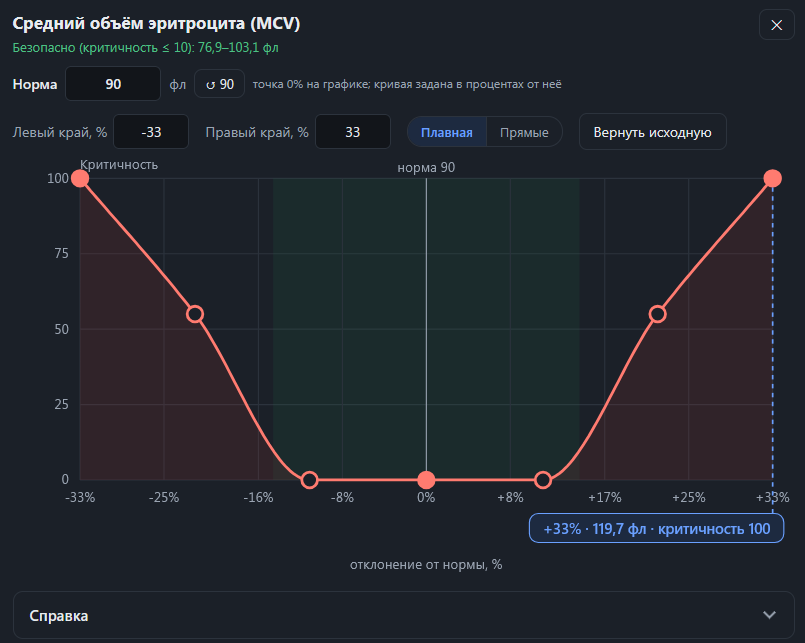 Средний объём эритроцита (MCV)
Безопасно (критичность ≤ 10): 76,9–103,1 фл
Норма 90 фл ↺ 90 точка 0% на графике; кривая задана в процентах от неё
Левый край, % -33 Правый край, % 33 Плавная Прямые Вернуть исходную
Критичность
норма 90
100
75
50
25
0
-33% -25% -16% -8% 0% +8% +17% +25% +33%
+33% · 119,7 фл · критичность 100
отклонение от нормы, %
Справка